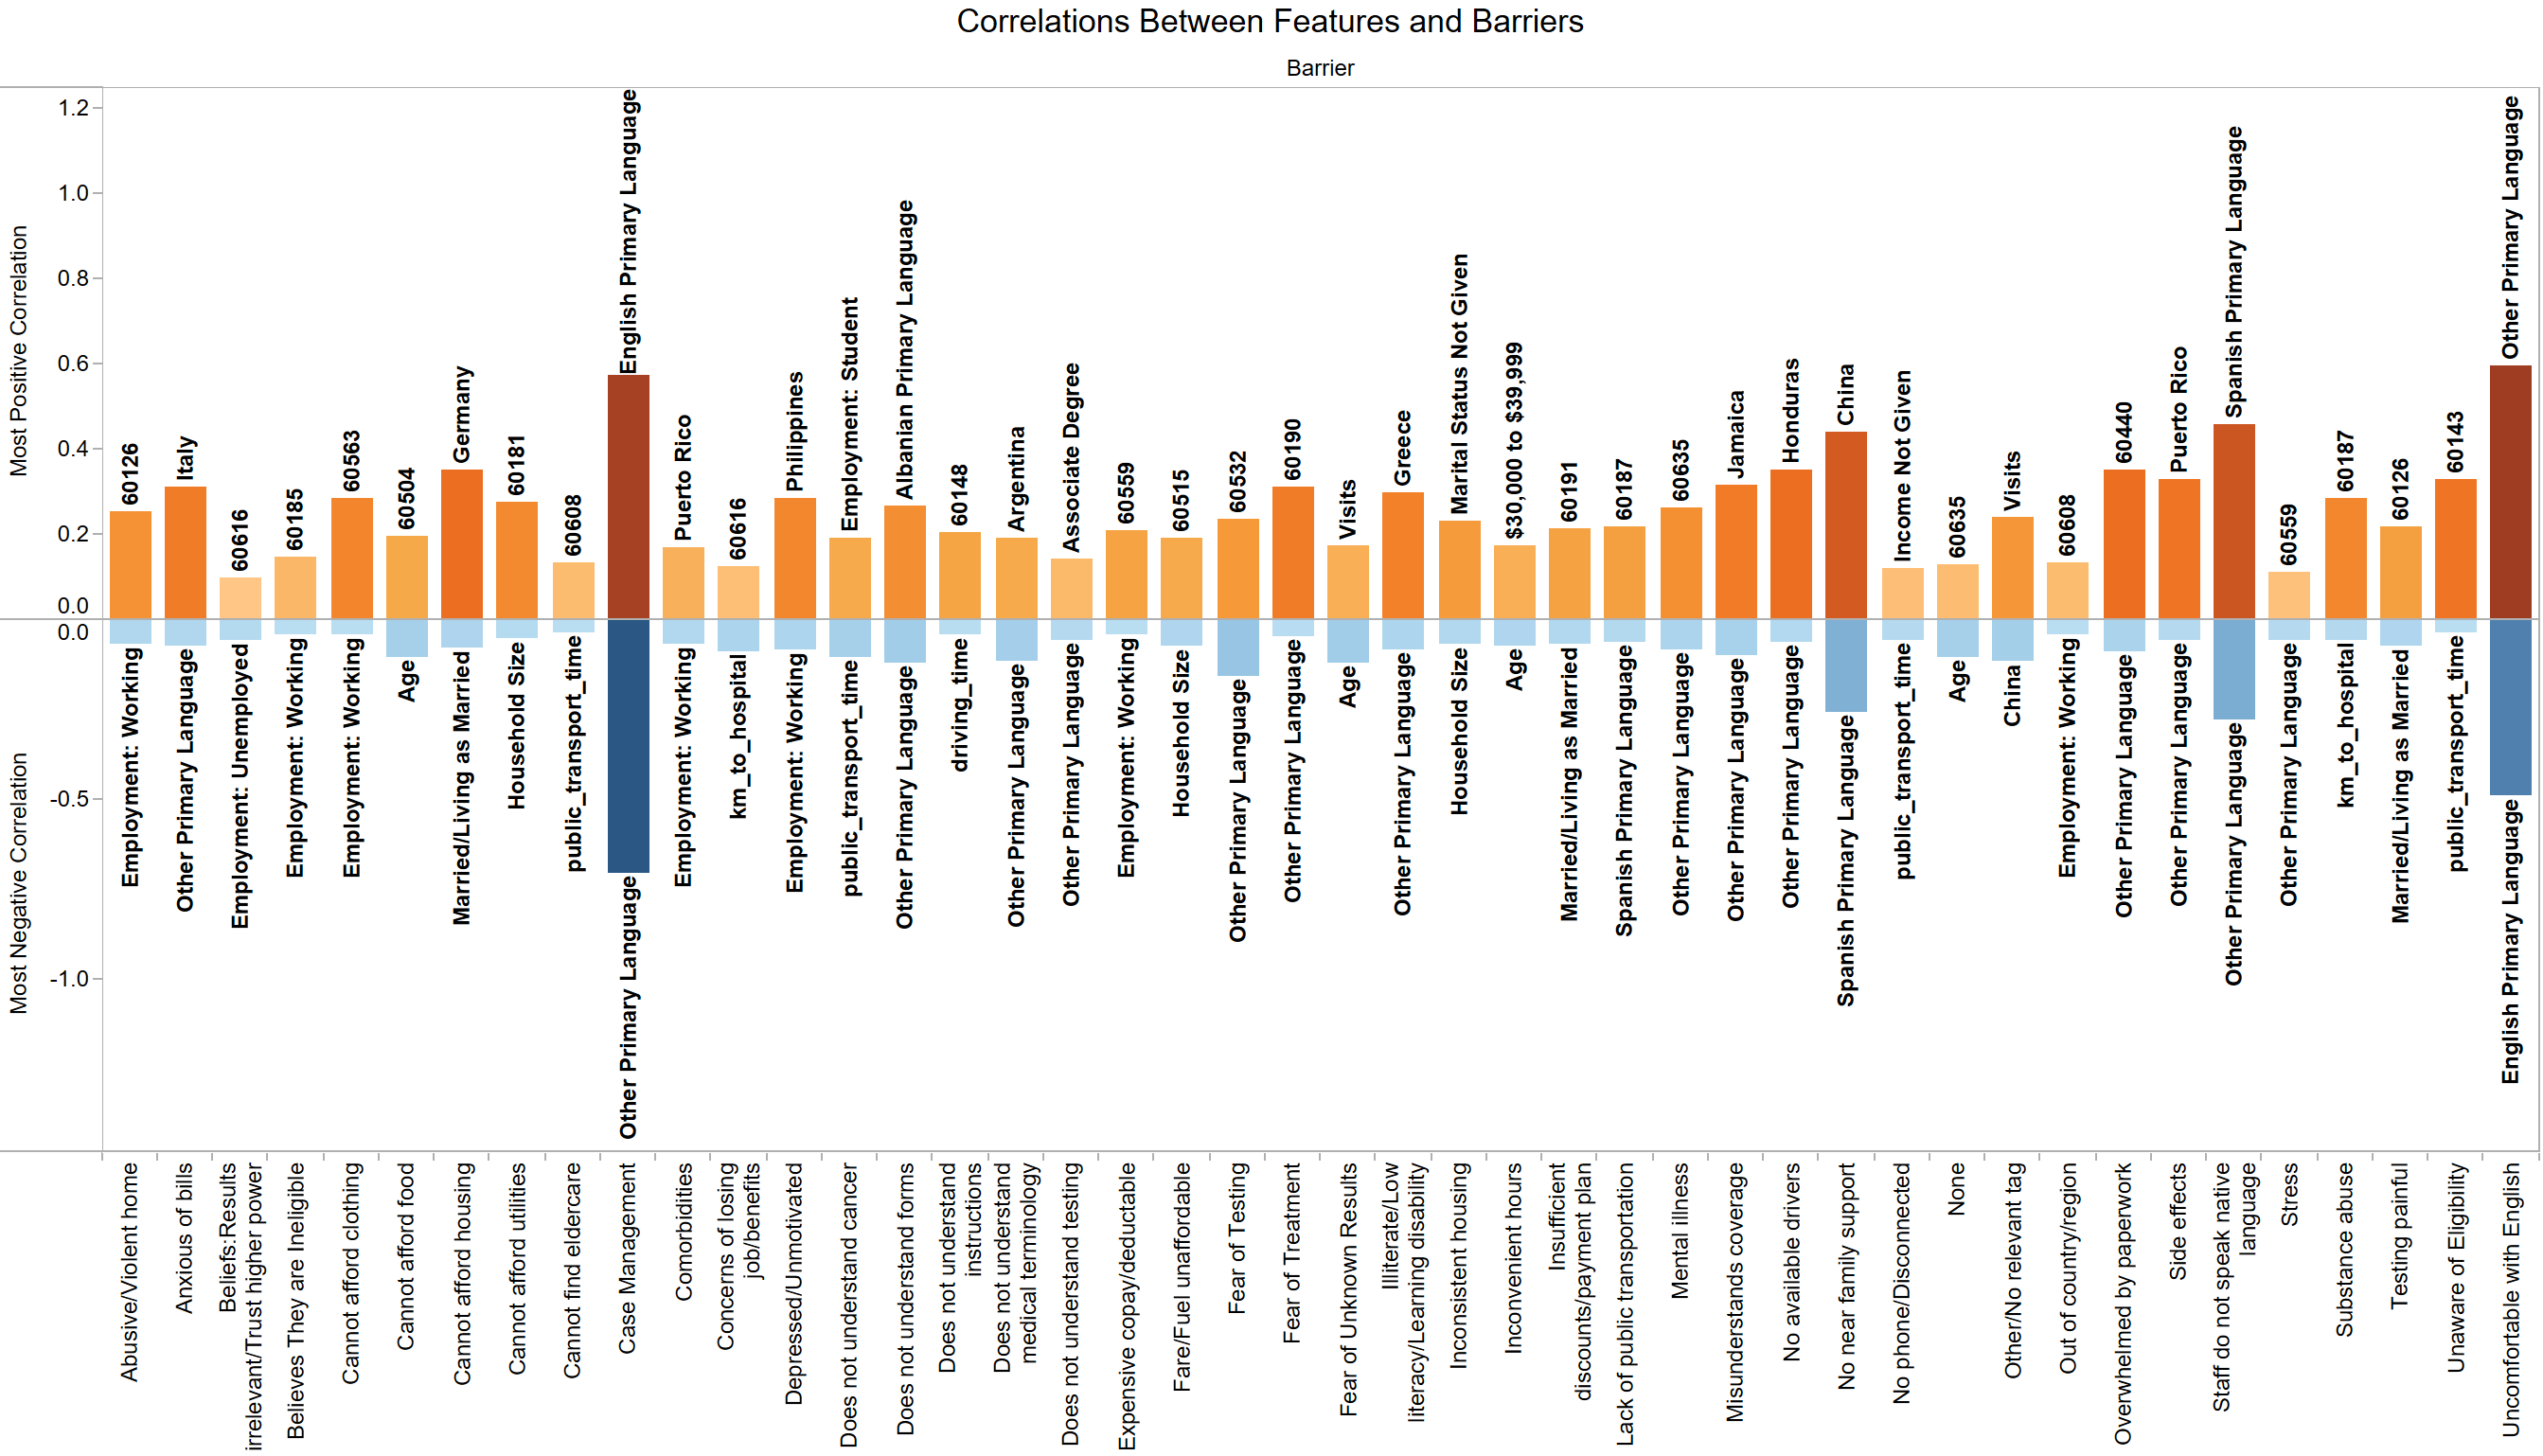 Correlations Between Features and Barriers
Barrier
Most Positive Correlation
1.2
1.0
0.8
0.6
0.4
0.2
0.0
60126
Italy
60616
60185
60563
60504
Germany
60181
60608
English Primary Language
Puerto Rico
60616
Philippines
Employment: Student
Albanian Primary Language
60148
Argentina
Associate Degree
60559
60515
60532
60190
Visits
Greece
Marital Status Not Given
$30,000 to $39,999
60191
60187
60635
Jamaica
Honduras
China
Income Not Given
60635
Visits
60608
60440
Puerto Rico
Spanish Primary Language
60559
60187
60126
60143
Other Primary Language
Most Negative Correlation
0.0
-0.5
-1.0
Employment: Working
Other Primary Language
Employment: Unemployed
Employment: Working
Employment: Working
Age
Married/Living as Married
Household Size
public_transport_time
Other Primary Language
Employment: Working
km_to_hospital
Employment: Working
public_transport_time
Other Primary Language
driving_time
Other Primary Language
Other Primary Language
Employment: Working
Household Size
Other Primary Language
Other Primary Language
Age
Other Primary Language
Household Size
Age
Married/Living as Married
Spanish Primary Language
Other Primary Language
Other Primary Language
Other Primary Language
Spanish Primary Language
public_transport_time
Age
China
Employment: Working
Other Primary Language
Other Primary Language
Other Primary Language
Other Primary Language
km_to_hospital
Married/Living as Married
public_transport_time
English Primary Language
Abusive/Violent home
Anxious of bills
Beliefs:Results
irrelevant/Trust higher power
Believes They are Ineligible
Cannot afford clothing
Cannot afford food
Cannot afford housing
Cannot afford utilities
Cannot find eldercare
Case Management
Comorbidities
Concerns of losing
job/benefits
Depressed/Unmotivated
Does not understand cancer
Does not understand forms
Does not understand
instructions
Does not understand
medical terminology
Does not understand testing
Expensive copay/deductable
Fare/Fuel unaffordable
Fear of Testing
Fear of Treatment
Fear of Unknown Results
Illiterate/Low
literacy/Learning disability
Inconsistent housing
Inconvenient hours
Insufficient
discounts/payment plan
Lack of public transportation
Mental illness
Misunderstands coverage
No available drivers
No near family support
No phone/Disconnected
None
Other/No relevant tag
Out of country/region
Overwhelmed by paperwork
Side effects
Staff do not speak native
language
Stress
Substance abuse
Testing painful
Unaware of Eligibility
Uncomfortable with English